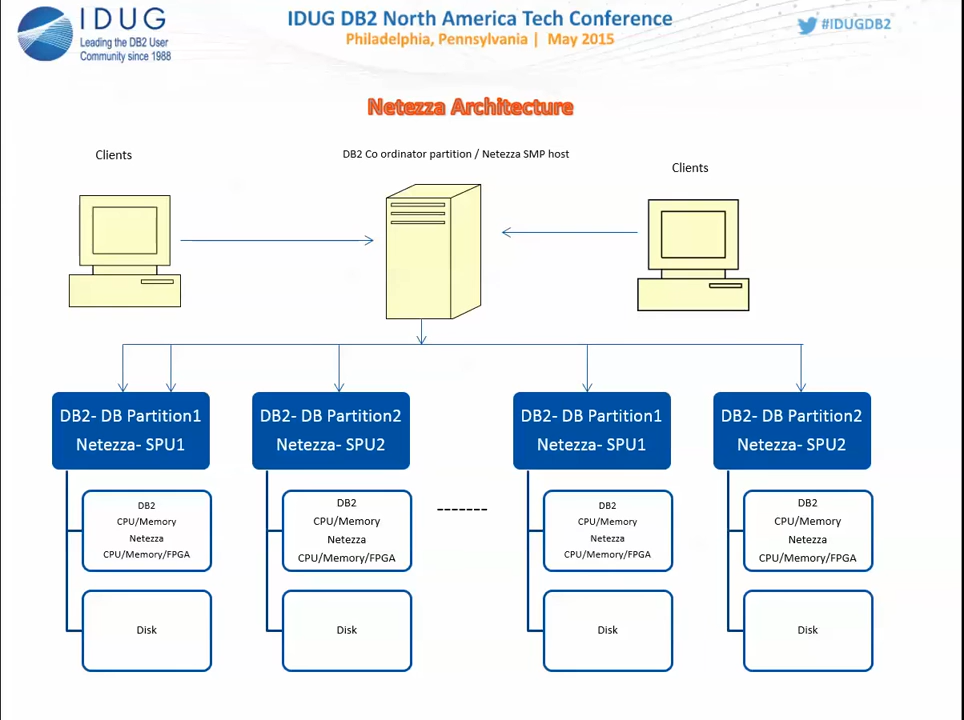 IDUG
Leading the DB2 User
Community since 1988
IDUG DB2 North America Tech Conference
Philadelphia, Pennsylvania | May 2015
#IDUGDB2
Netezza Architecture
Clients
DB2 Co ordinator partition / Netezza SMP host
Clients
DB2- DB Partition1
Netezza- SPU1
DB2- DB Partition2
Netezza- SPU2
DB2- DB Partition1
Netezza- SPU1
DB2- DB Partition2
Netezza- SPU2
DB2
CPU/Memory
Netezza
CPU/Memory/FPGA
DB2
CPU/Memory
Netezza
CPU/Memory/FPGA
-------
DB2
CPU/Memory
Netezza
CPU/Memory/FPGA
DB2
CPU/Memory
Netezza
CPU/Memory/FPGA
Disk
Disk
Disk
Disk